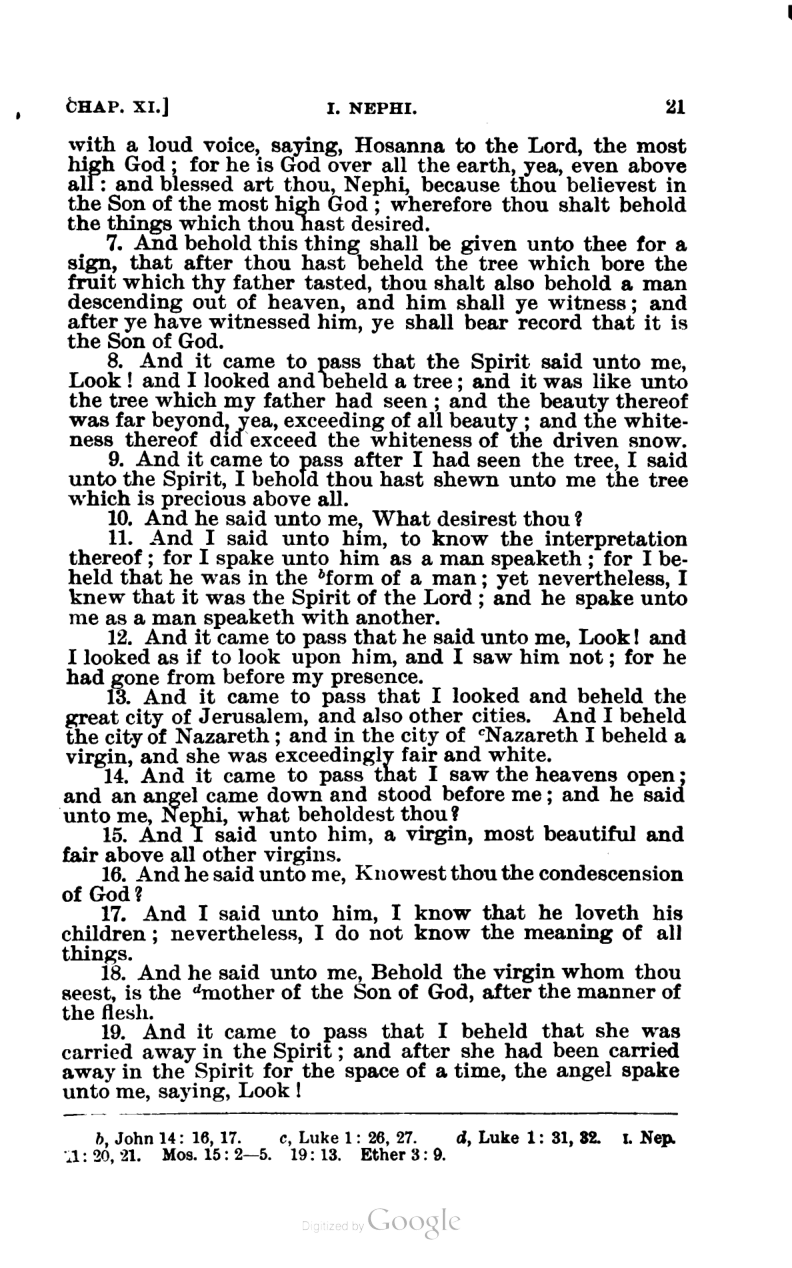 CHAP. XI.] I. NEPHI. 21
with a loud voice, saying, Hosanna to the Lord, the most
high God ; for he is God over all the earth, yea, even above
all : and blessed art thou, Nephi, because thou believest in
the Son of the most high God ; wherefore thou shalt behold
the things which thou hast desired.
7. And behold this thing shall be given unto thee for a
sign, that after thou hast beheld the tree which bore the
fruit which thy father tasted, thou shalt also behold a man
descending out of heaven, and him shall ye witness ; and
after ye have witnessed him, ye shall bear record that it is
the Son of God.
8. And it came to pass that the Spirit said unto me,
Look ! and I looked and beheld a tree ; and it was like unto
the tree which my father had seen ; and the beauty thereof
was far beyond, yea, exceeding of all beauty ; and the white-
ness thereof did exceed the whiteness of the driven snow.
9. And it came to pass after I had seen the tree, I said
unto the Spirit, I behold thou hast shewn unto me the tree
which is precious above all.
10. And he said unto me, What desirest thou ?
11. And I said unto him, to know the interpretation
thereof ; for I spake unto him as a man speaketh ; for I be-
held that he was in the ᵇform of a man ; yet nevertheless, I
knew that it was the Spirit of the Lord ; and he spake unto
me as a man speaketh with another.
12. And it came to pass that he said unto me, Look! and
I looked as if to look upon him, and I saw him not ; for he
had gone from before my presence.
13. And it came to pass that I looked and beheld the
great city of Jerusalem, and also other cities. And I beheld
the city of Nazareth ; and in the city of ᶜNazareth I beheld a
virgin, and she was exceedingly fair and white.
14. And it came to pass that I saw the heavens open ;
and an angel came down and stood before me ; and he said
unto me, Nephi, what beholdest thou ?
15. And I said unto him, a virgin, most beautiful and
fair above all other virgins.
16. And he said unto me, Knowest thou the condescension
of God ?
17. And I said unto him, I know that he loveth his
children ; nevertheless, I do not know the meaning of all
things.
18. And he said unto me, Behold the virgin whom thou
seest, is the ᵈmother of the Son of God, after the manner of
the flesh.
19. And it came to pass that I beheld that she was
carried away in the Spirit ; and after she had been carried
away in the Spirit for the space of a time, the angel spake
unto me, saying, Look !
b, John 14 : 16, 17. c, Luke 1 : 26, 27. d, Luke 1 : 31, 32. I. Nep.
11 : 20, 21. Mos. 15 : 2—5. 19 : 13. Ether 3 : 9.
Digitized by Google